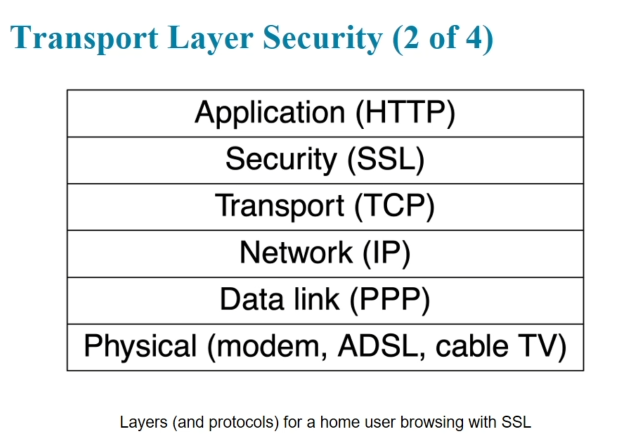 Transport Layer Security (2 of 4)
Application (HTTP)
Security (SSL)
Transport (TCP)
Network (IP)
Data link (PPP)
Physical (modem, ADSL, cable TV)
Layers (and protocols) for a home user browsing with SSL